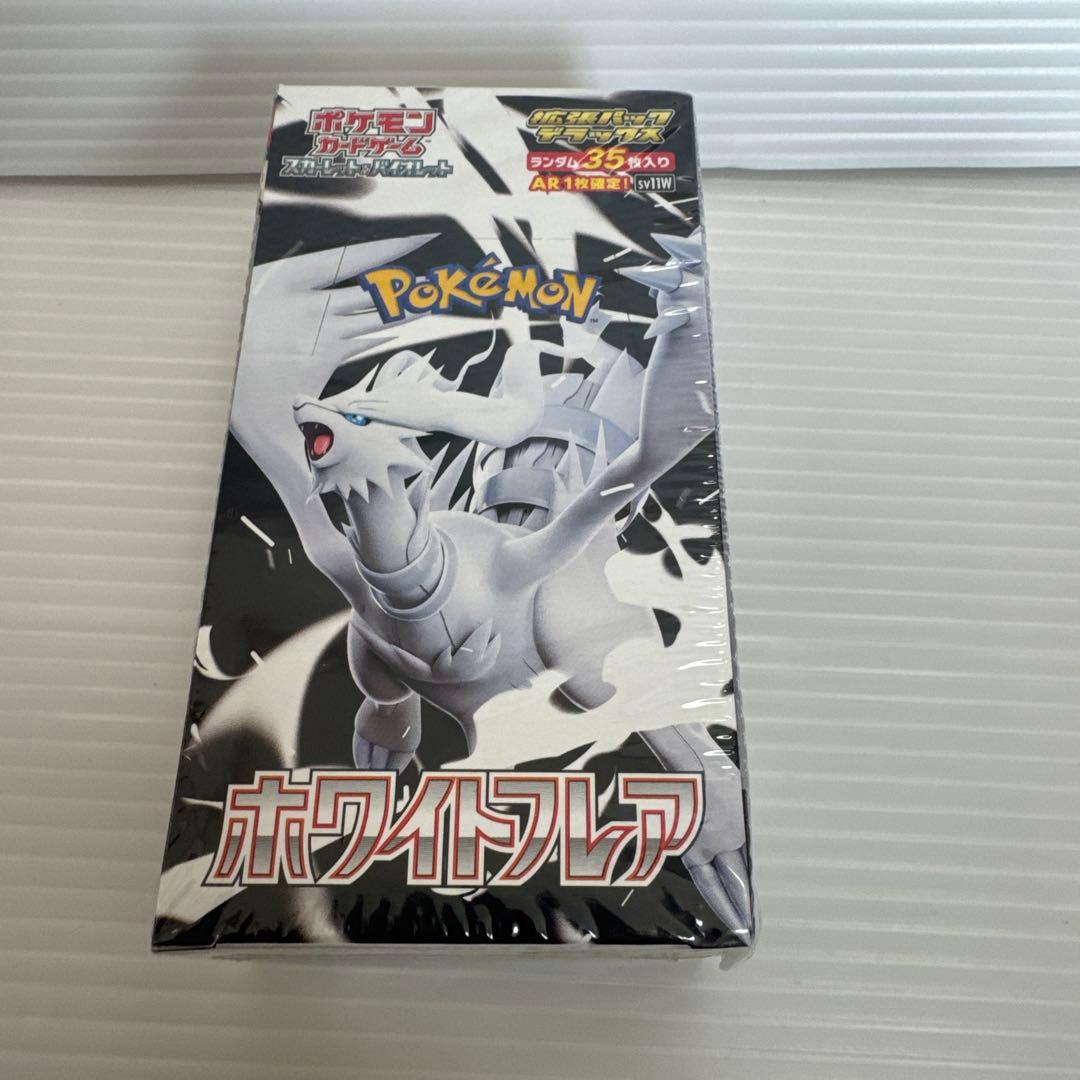 ポケモン
カードゲーム
スカーレット&バイオレット
拡張パック
デラックス
ランダム35枚入り
AR1枚確定! sv11W
POKéMON™
ホワイトフレア